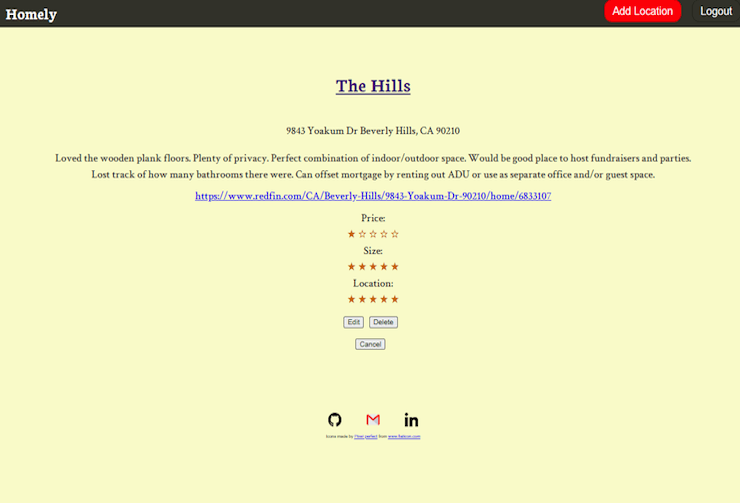 Homely
Add Location
Logout
The Hills
9843 Yoakum Dr Beverly Hills, CA 90210
Loved the wooden plank floors. Plenty of privacy. Perfect combination of indoor/outdoor space. Would be good place to host fundraisers and parties.
Lost track of how many bathrooms there were. Can offset mortgage by renting out ADU or use as separate office and/or guest space.
https://www.redfin.com/CA/Beverly-Hills/9843-Yoakum-Dr-90210/home/6833107
Price:
★ ☆ ☆ ☆ ☆
Size:
★ ★ ★ ★ ★
Location:
★ ★ ★ ★ ★
Edit Delete
Cancel
in
Icons made by Pixel perfect from www.flaticon.com